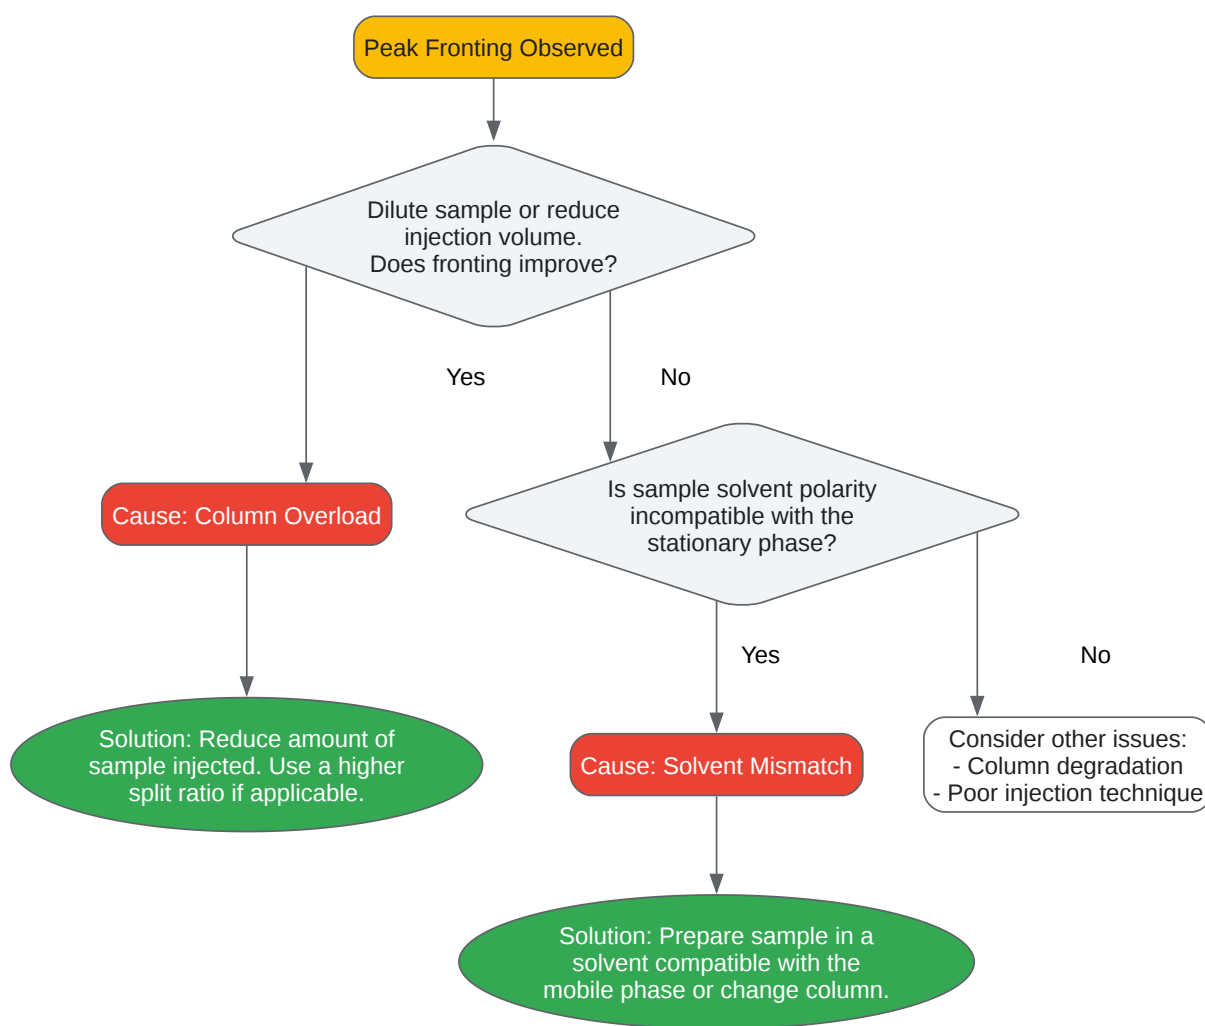 Peak Fronting Observed
Dilute sample or reduce
injection volume.
Does fronting improve?
Yes
No
Cause: Column Overload
Is sample solvent polarity
incompatible with the
stationary phase?
Yes
No
Solution: Reduce amount of
sample injected. Use a higher
split ratio if applicable.
Cause: Solvent Mismatch
Consider other issues:
- Column degradation
- Poor injection technique
Solution: Prepare sample in a
solvent compatible with the
mobile phase or change column.